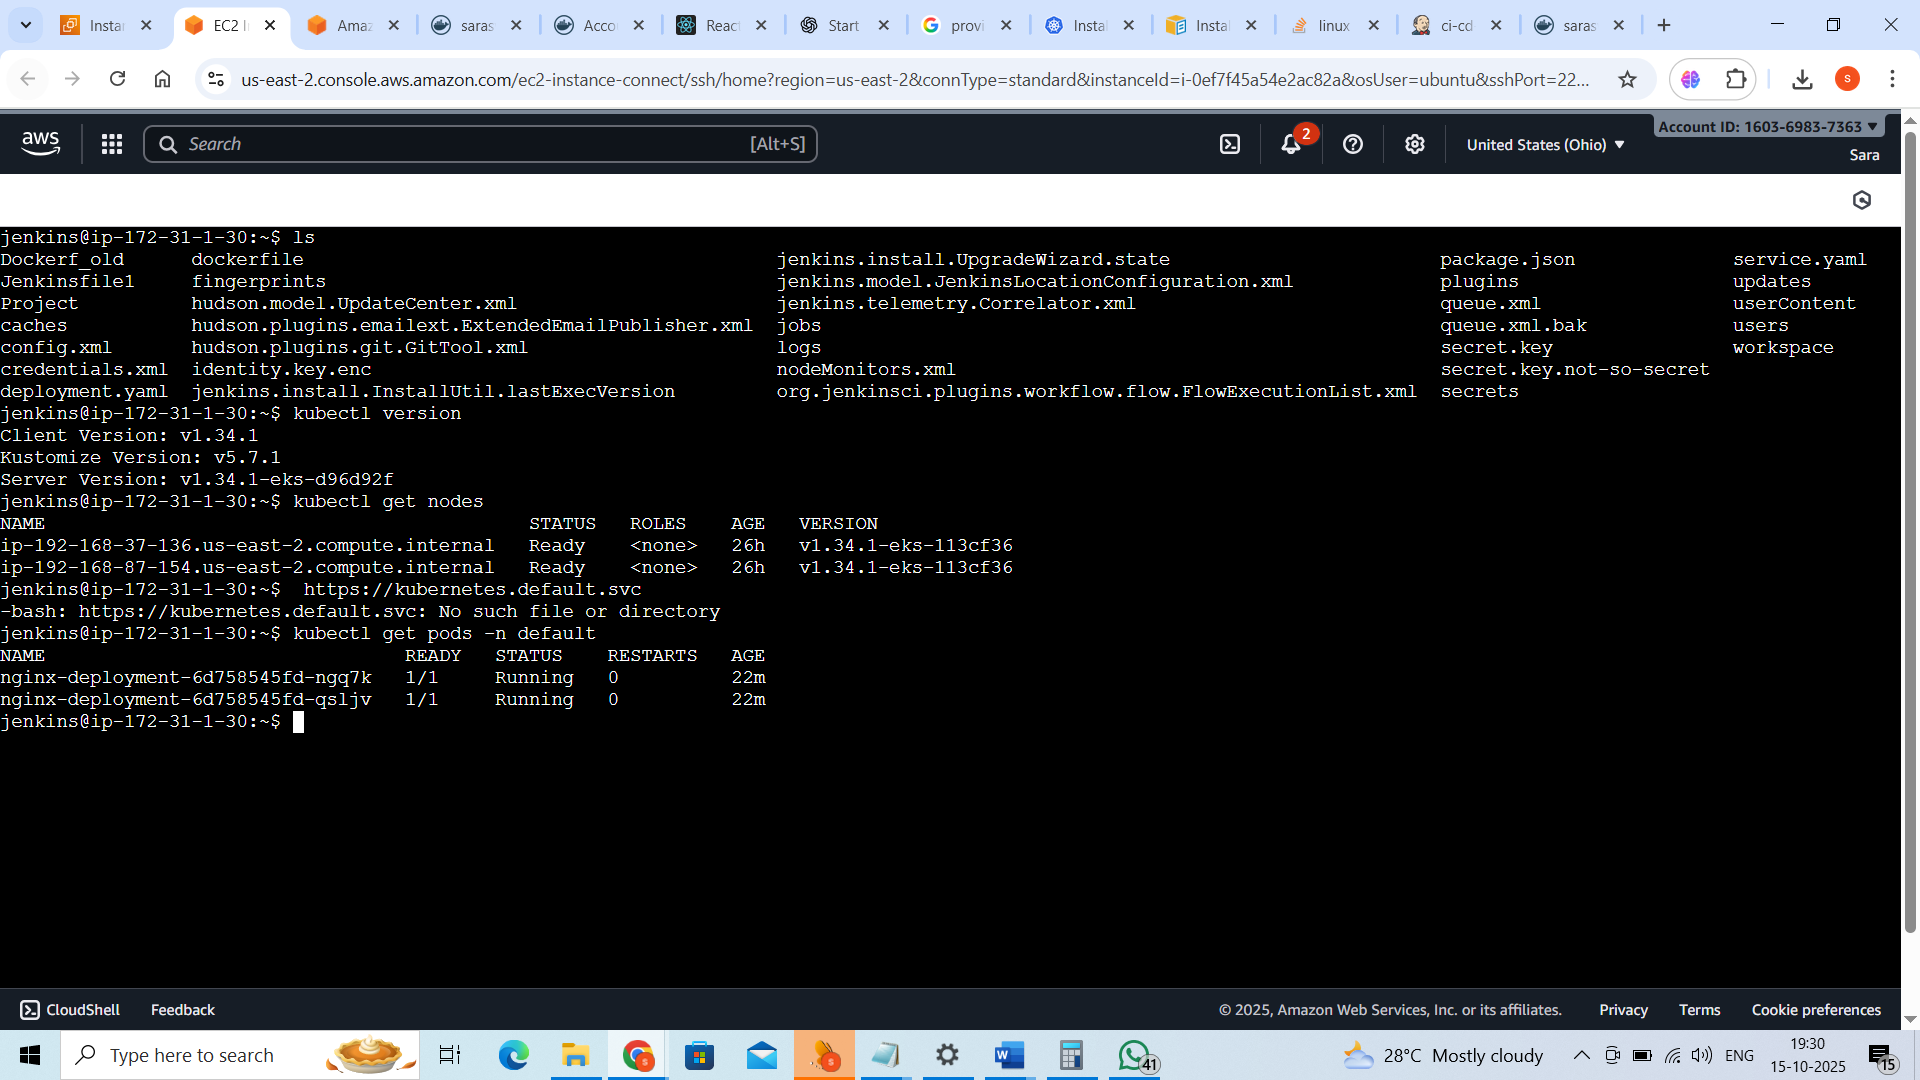 Instar
EC2 I
Amaz
saras
Acco
React
Start
provi
Instal
Instal
linux
ci-cd
saras
us-east-2.console.aws.amazon.com/ec2-instance-connect/ssh/home?region=us-east-2&connType=standard&instanceId=i-0ef7f45a54e2ac82a&osUser=ubuntu&sshPort=22...
S
aws
Search
[Alt+S]
2
United States (Ohio)
Account ID: 1603-6983-7363
Sara
jenkins@ip-172-31-1-30:~$ ls
Dockerf_old dockerfile jenkins.install.UpgradeWizard.state package.json service.yaml
Jenkinsfile1 fingerprints jenkins.model.JenkinsLocationConfiguration.xml plugins updates
Project hudson.model.UpdateCenter.xml jenkins.telemetry.Correlator.xml queue.xml userContent
caches hudson.plugins.emailext.ExtendedEmailPublisher.xml jobs queue.xml.bak users
config.xml hudson.plugins.git.GitTool.xml logs secret.key workspace
credentials.xml identity.key.enc nodeMonitors.xml secret.key.not-so-secret
deployment.yaml jenkins.install.InstallUtil.lastExecVersion org.jenkinsci.plugins.workflow.flow.FlowExecutionList.xml secrets
jenkins@ip-172-31-1-30:~$ kubectl version
Client Version: v1.34.1
Kustomize Version: v5.7.1
Server Version: v1.34.1-eks-d96d92f
jenkins@ip-172-31-1-30:~$ kubectl get nodes
NAME STATUS ROLES AGE VERSION
ip-192-168-37-136.us-east-2.compute.internal Ready <none> 26h v1.34.1-eks-113cf36
ip-192-168-87-154.us-east-2.compute.internal Ready <none> 26h v1.34.1-eks-113cf36
jenkins@ip-172-31-1-30:~$  https://kubernetes.default.svc
-bash: https://kubernetes.default.svc: No such file or directory
jenkins@ip-172-31-1-30:~$ kubectl get pods -n default
NAME READY STATUS RESTARTS AGE
nginx-deployment-6d758545fd-ngq7k 1/1 Running 0 22m
nginx-deployment-6d758545fd-qsljv 1/1 Running 0 22m
jenkins@ip-172-31-1-30:~$
CloudShell
Feedback
© 2025, Amazon Web Services, Inc. or its affiliates.
Privacy
Terms
Cookie preferences
Type here to search
41
28°C Mostly cloudy
ENG
19:30
15-10-2025
15